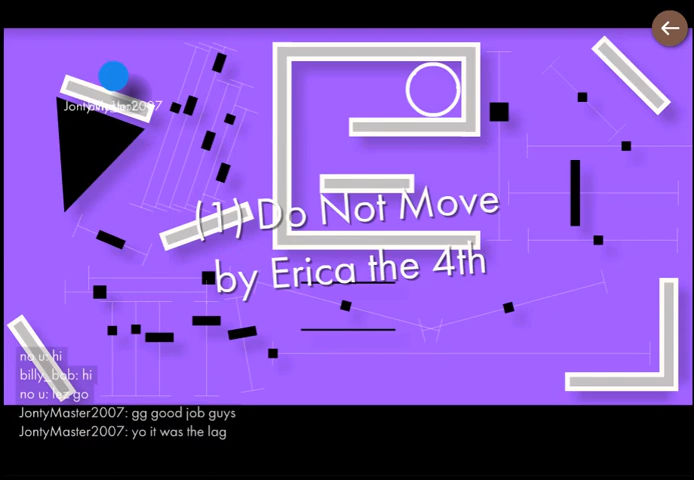 JontyMaster2007
(1) Do Not Move
by Erica the 4th
no u: hi
billy_bob: hi
no u: lez go
JontyMaster2007: gg good job guys
JontyMaster2007: yo it was the lag